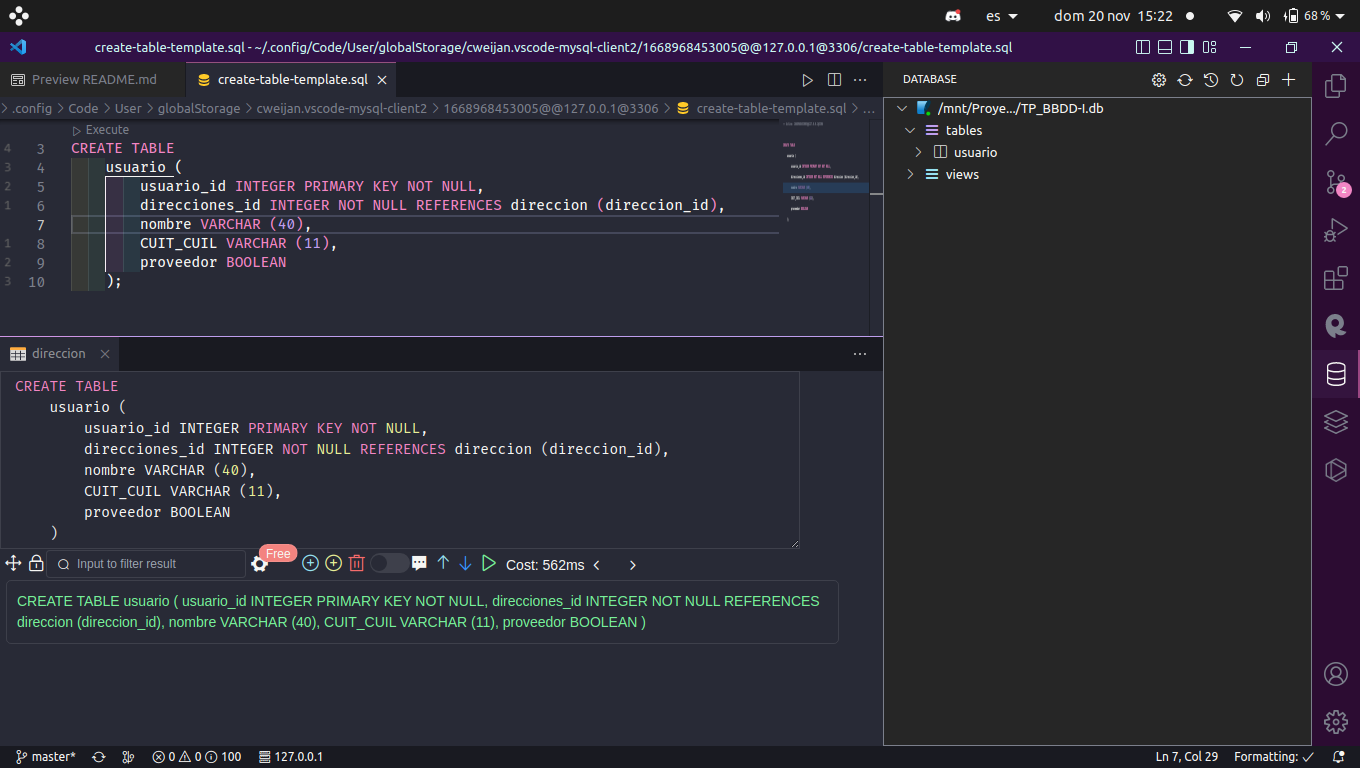 es
dom 20 nov 15:22
68 %
create-table-template.sql - ~/.config/Code/User/globalStorage/cweijan.vscode-mysql-client2/1668968453005@@127.0.0.1@3306/create-table-template.sql
Preview README.md
create-table-template.sql
.config > Code > User > globalStorage > cweijan.vscode-mysql-client2 > 1668968453005@@127.0.0.1@3306 > create-table-template.sql > ...
Execute
4 3 CREATE TABLE
3 4 usuario (
2 5 usuario_id INTEGER PRIMARY KEY NOT NULL,
1 6 direcciones_id INTEGER NOT NULL REFERENCES direccion (direccion_id),
7 nombre VARCHAR (40),
1 8 CUIT_CUIL VARCHAR (11),
2 9 proveedor BOOLEAN
3 10 );
direccion
CREATE TABLE
usuario (
usuario_id INTEGER PRIMARY KEY NOT NULL,
direcciones_id INTEGER NOT NULL REFERENCES direccion (direccion_id),
nombre VARCHAR (40),
CUIT_CUIL VARCHAR (11),
proveedor BOOLEAN
)
Input to filter result
Free
Cost: 562ms
CREATE TABLE usuario ( usuario_id INTEGER PRIMARY KEY NOT NULL, direcciones_id INTEGER NOT NULL REFERENCES
direccion (direccion_id), nombre VARCHAR (40), CUIT_CUIL VARCHAR (11), proveedor BOOLEAN )
DATABASE
/mnt/Proye.../TP_BBDD-I.db
tables
usuario
views
2
master*
0 0 100
127.0.0.1
Ln 7, Col 29
Formatting: